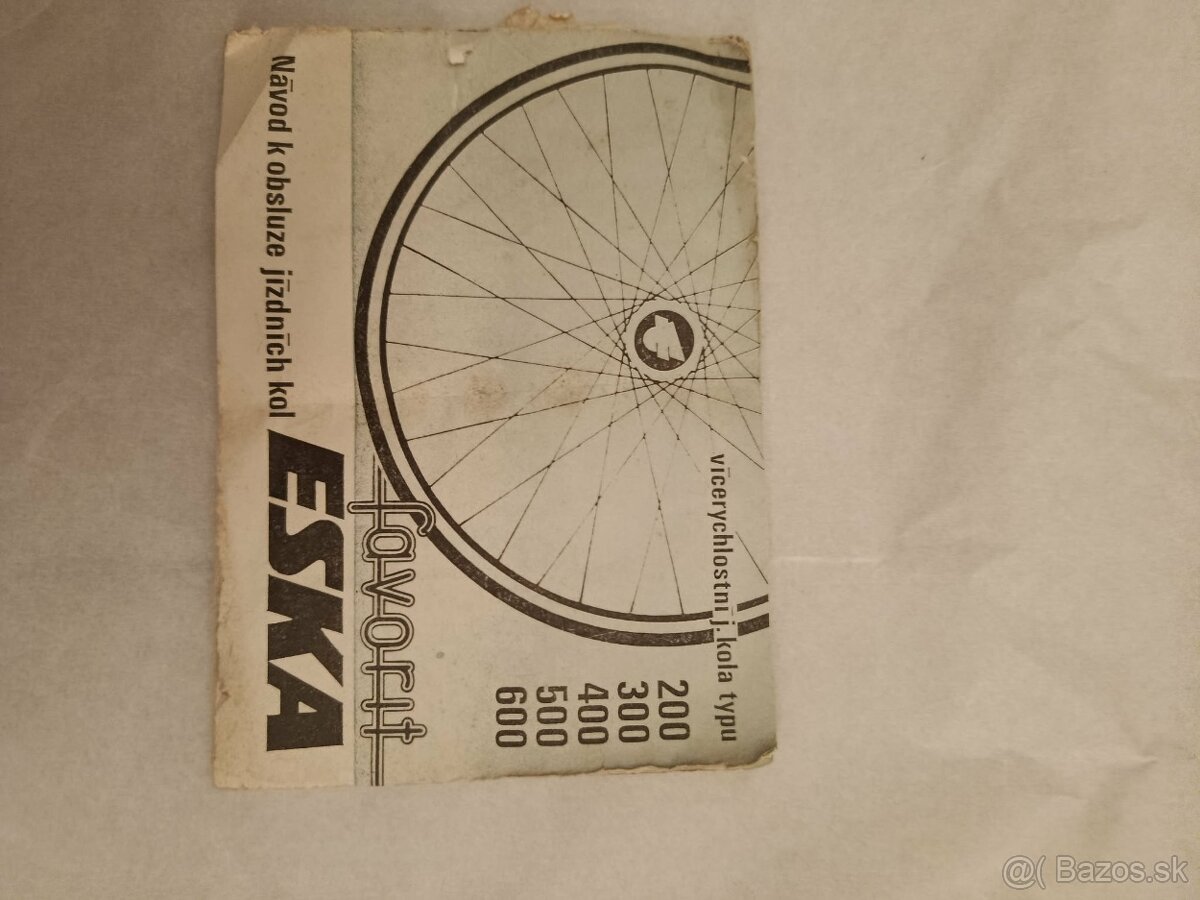 vícerychlostní j. kola typu
200
300
400
500
600
favorit
ESKA
Návod k obsluze jízdních kol
@( Bazos.sk